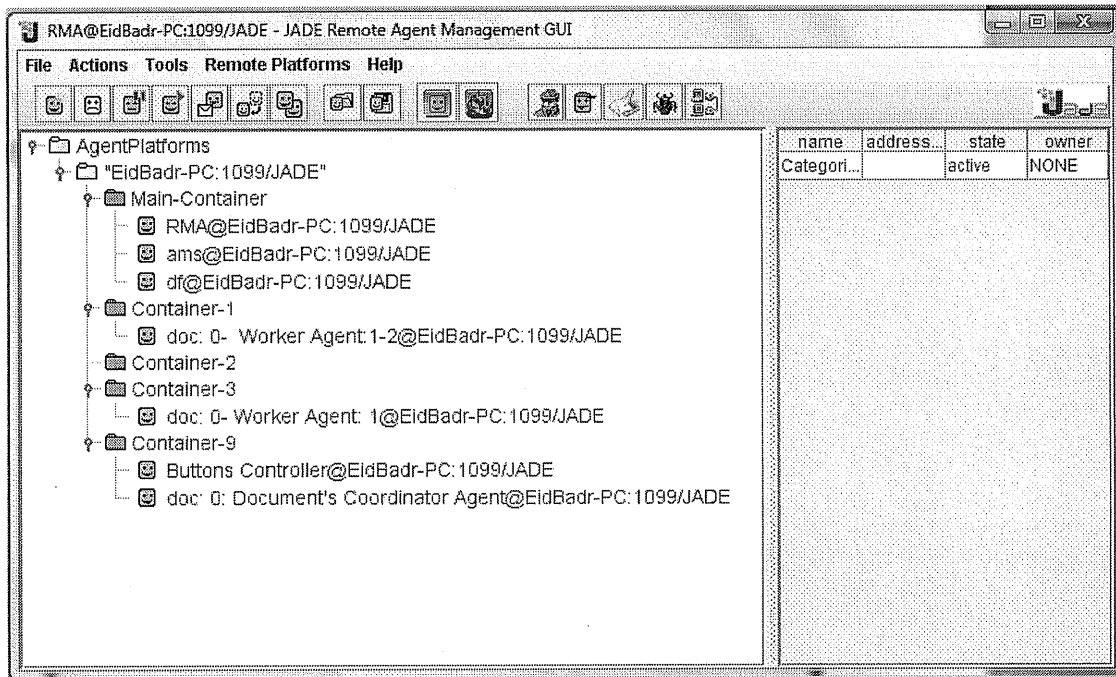 RMA@EidBadr-PC:1099/JADE - JADE Remote Agent Management GUI
File Actions Tools Remote Platforms Help
Jade
AgentPlatforms
"EidBadr-PC:1099/JADE"
Main-Container
RMA@EidBadr-PC:1099/JADE
ams@EidBadr-PC:1099/JADE
df@EidBadr-PC:1099/JADE
Container-1
doc: 0- Worker Agent:1-2@EidBadr-PC:1099/JADE
Container-2
Container-3
doc: 0- Worker Agent: 1@EidBadr-PC:1099/JADE
Container-9
Buttons Controller@EidBadr-PC:1099/JADE
doc: 0: Document's Coordinator Agent@EidBadr-PC:1099/JADE
name address... state owner
Categori... active NONE